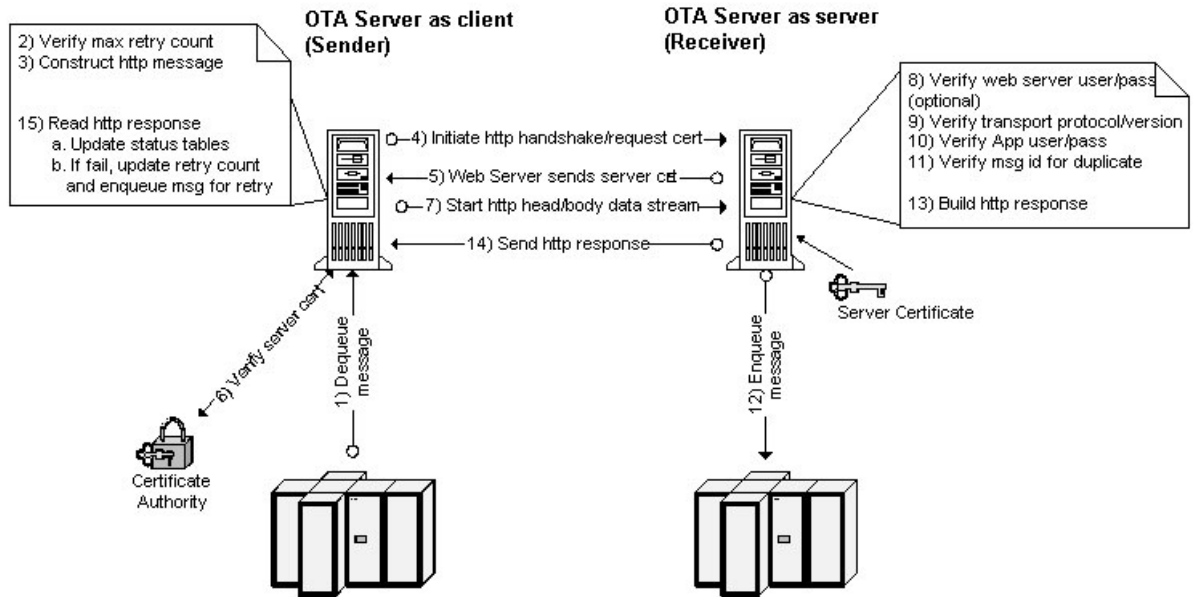 OTA Server as client
(Sender)
OTA Server as server
(Receiver)
2) Verify max retry count
3) Construct http message
15) Read http response
a. Update status tables
b. If fail, update retry count
and enqueue msg for retry
8) Verify web server user/pass
(optional)
9) Verify transport protocol/version
10) Verify App user/pass
11) Verify msg id for duplicate
13) Build http response
4) Initiate http handshake/request cert
5) Web Server sends server cert
7) Start http head/body data stream
14) Send http response
Server Certificate
6) Verify server cert
1) Dequeue
message
12) Enqueue
message
Certificate
Authority